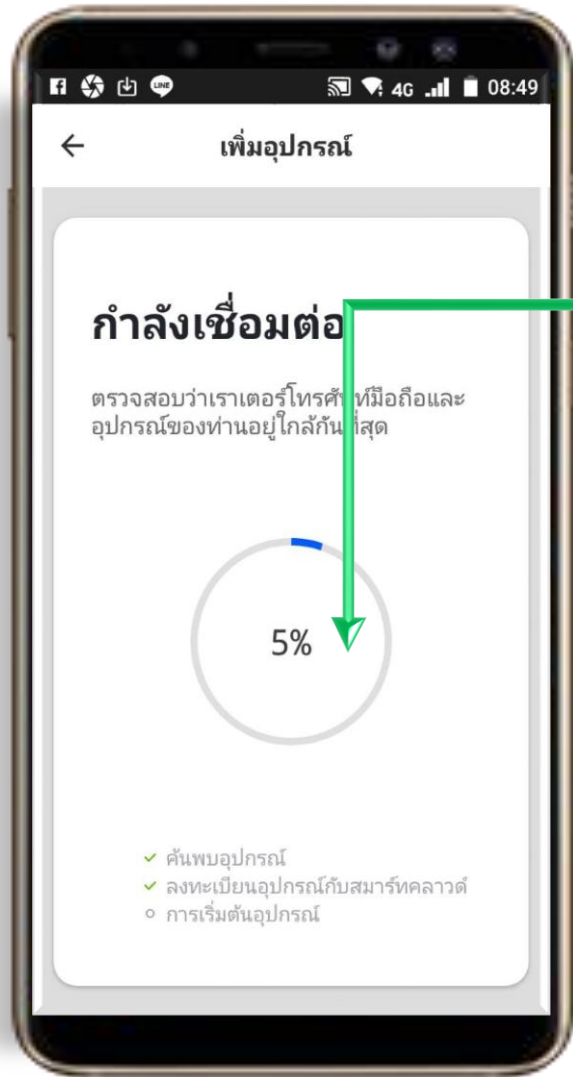 LINE 4G 08:49
เพิ่มอุปกรณ์
กำลังเชื่อมต่อ
ตรวจสอบว่าเราเตอร์โทรศัพท์มือถือและ
อุปกรณ์ของท่านอยู่ใกล้กันที่สุด
5%
ค้นพบอุปกรณ์
ลงทะเบียนอุปกรณ์กับสมาร์ทคลาวด์
การเริ่มต้นอุปกรณ์